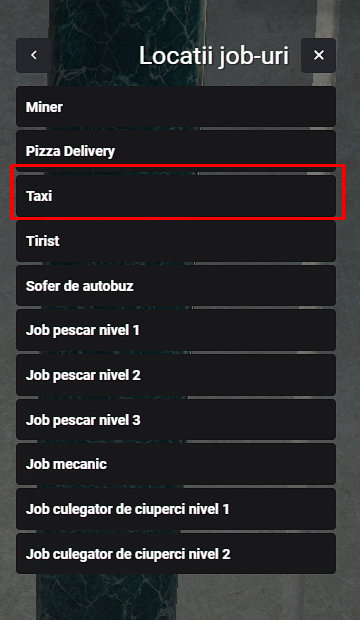 Locatii job-uri
Miner
Pizza Delivery
Taxi
Tirist
Sofer de autobuz
Job pescar nivel 1
Job pescar nivel 2
Job pescar nivel 3
Job mecanic
Job culegator de ciuperci nivel 1
Job culegator de ciuperci nivel 2